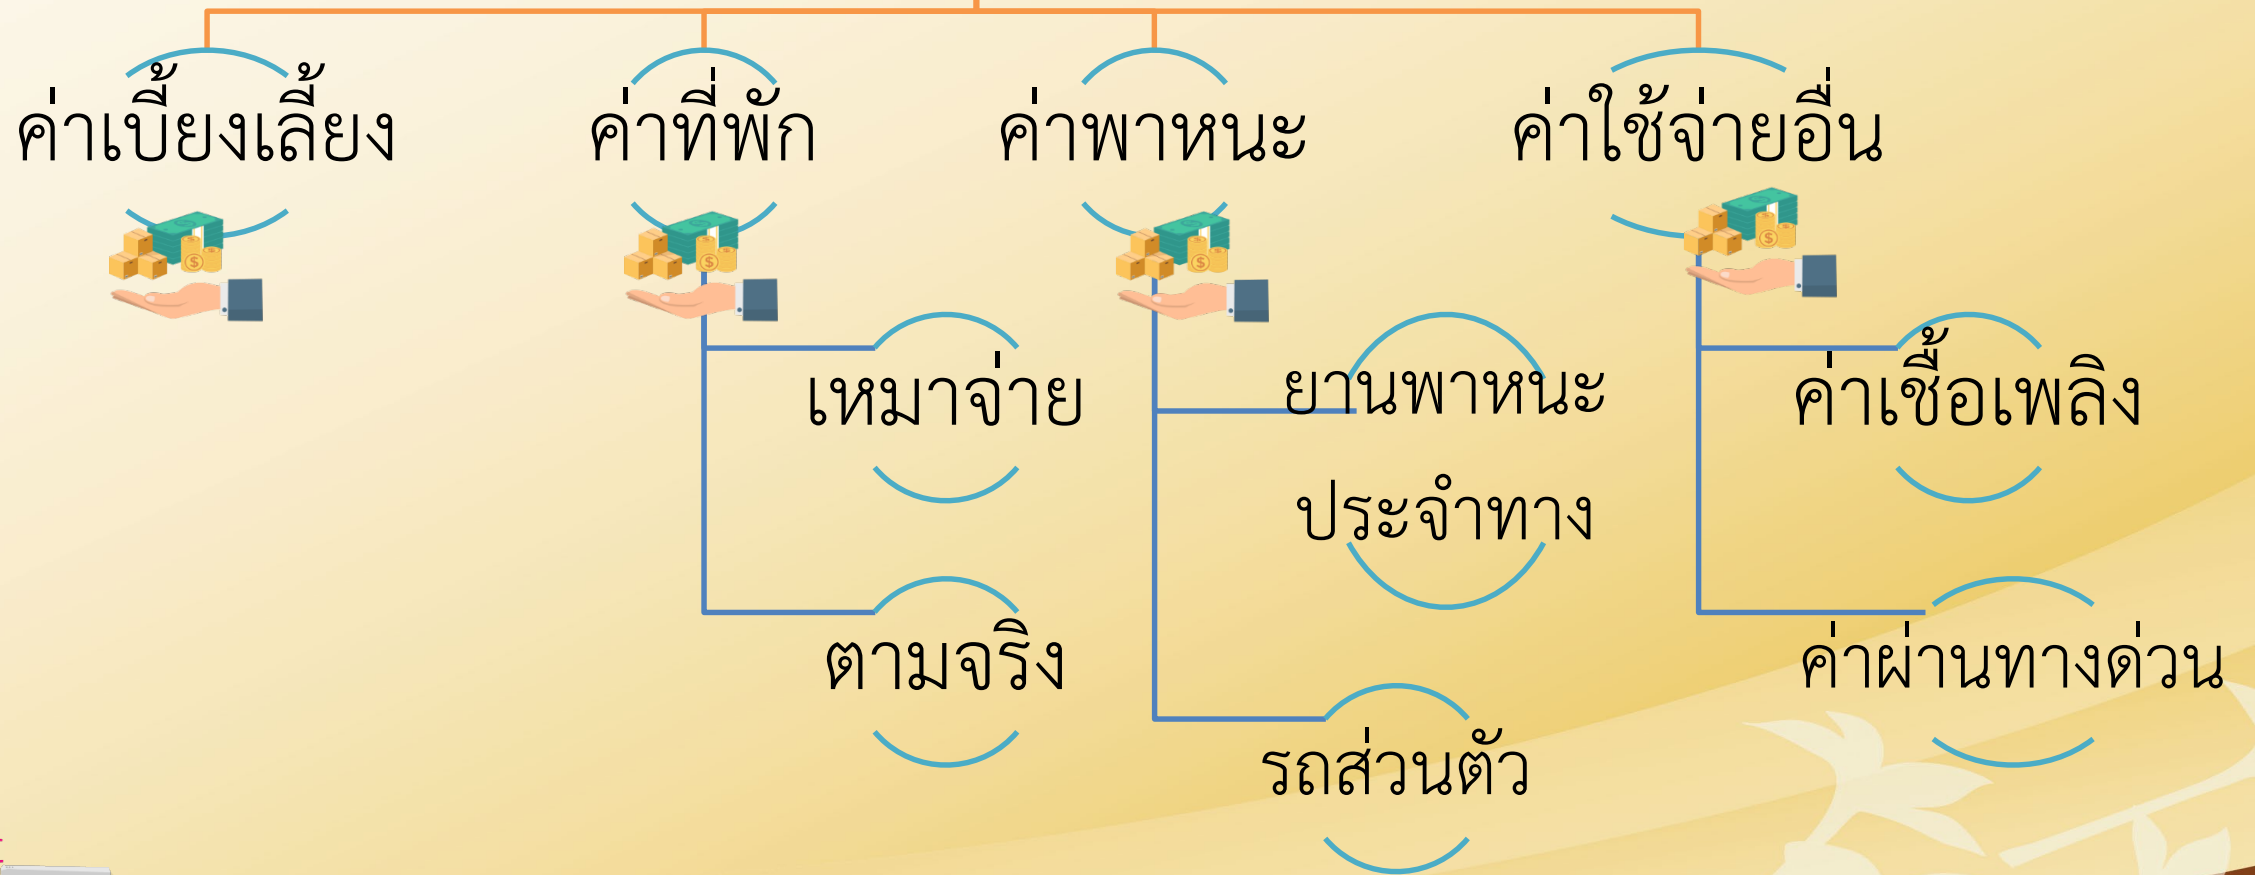 ค่าเบี้ยงเลี้ยง
ค่าที่พัก
ค่าพาหนะ
ค่าใช้จ่ายอื่น
เหมาจ่าย
ตามจริง
ยานพาหนะ
ประจำทาง
รถส่วนตัว
ค่าเชื้อเพลิง
ค่าผ่านทางด่วน